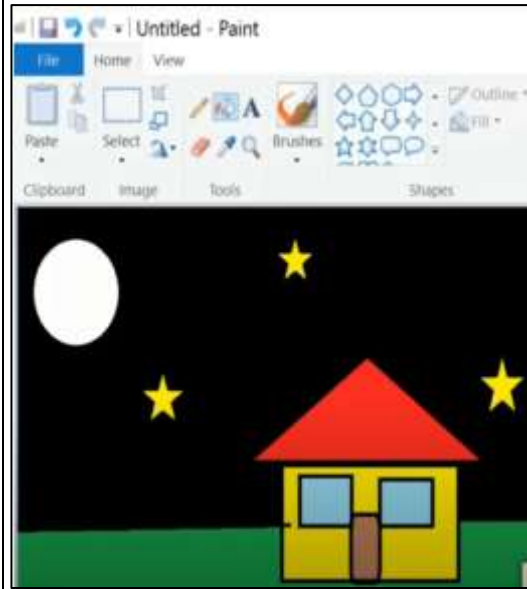 Untitled - Paint
File Home View
Paste
Select
A
Brushes
Outline
Fill
Clipboard Image Tools Shapes